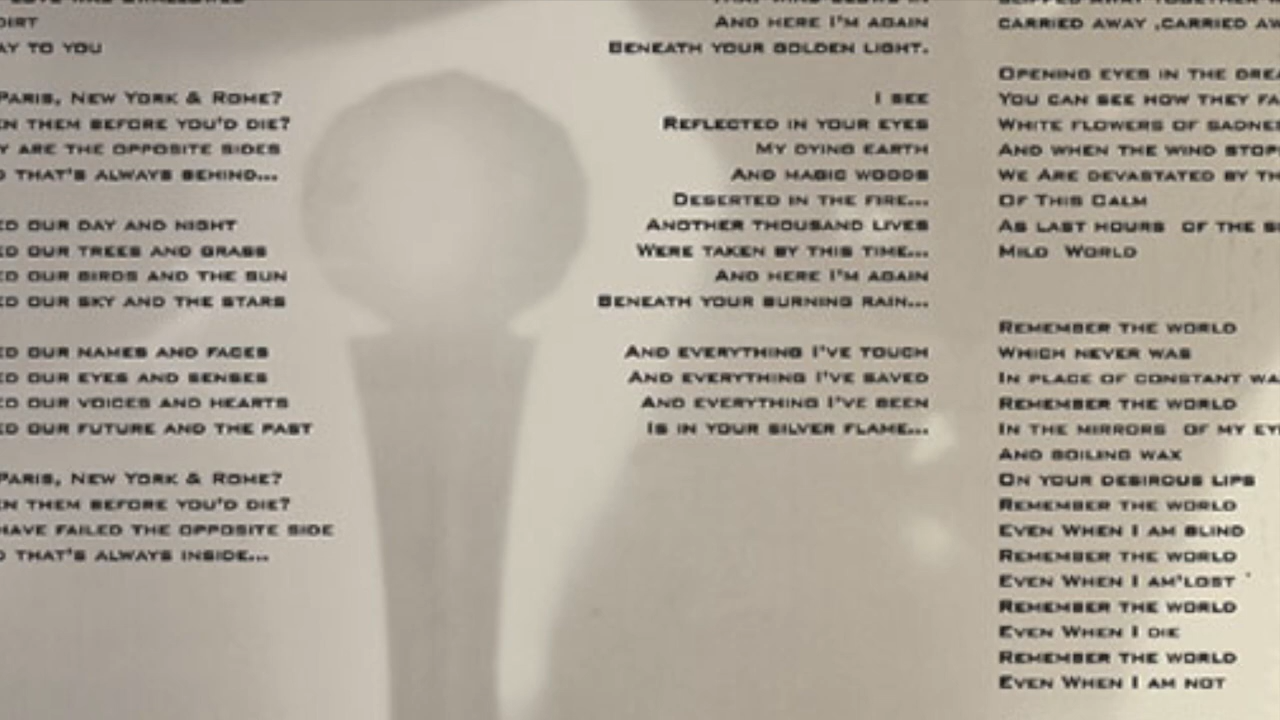 DIRT
AY TO YOU
PARIS, NEW YORK & ROME?
EN THEM BEFORE YOU'D DIE?
Y ARE THE OPPOSITE SIDES
D THAT'S ALWAYS BEHIND...
ED OUR DAY AND NIGHT
ED OUR TREES AND GRASS
ED OUR BIRDS AND THE SUN
ED OUR SKY AND THE STARS
ED OUR NAMES AND FACES
ED OUR EYES AND SENSES
ED OUR VOICES AND HEARTS
ED OUR FUTURE AND THE PAST
PARIS, NEW YORK & ROME?
EN THEM BEFORE YOU'D DIE?
HAVE FAILED THE OPPOSITE SIDE
D THAT'S ALWAYS INSIDE...
AND HERE I'M AGAIN
BENEATH YOUR GOLDEN LIGHT.
I SEE
REFLECTED IN YOUR EYES
MY DYING EARTH
AND MAGIC WOODS
DESERTED IN THE FIRE...
ANOTHER THOUSAND LIVES
WERE TAKEN BY THIS TIME...
AND HERE I'M AGAIN
BENEATH YOUR BURNING RAIN...
AND EVERYTHING I'VE TOUCH
AND EVERYTHING I'VE SAVED
AND EVERYTHING I'VE BEEN
IS IN YOUR SILVER FLAME...
CARRIED AWAY ,CARRIED AW
OPENING EYES IN THE DREA
YOU CAN SEE HOW THEY FA
WHITE FLOWERS OF SADNES
AND WHEN THE WIND STOPS
WE ARE DEVASTATED BY TH
OF THIS CALM
AS LAST HOURS OF THE S
MILD WORLD
REMEMBER THE WORLD
WHICH NEVER WAS
IN PLACE OF CONSTANT WA
REMEMBER THE WORLD
IN THE MIRRORS OF MY EY
AND BOILING WAX
ON YOUR DESIROUS LIPS
REMEMBER THE WORLD
EVEN WHEN I AM BLIND
REMEMBER THE WORLD
EVEN WHEN I AM'LOST
REMEMBER THE WORLD
EVEN WHEN I DIE
REMEMBER THE WORLD
EVEN WHEN I AM NOT